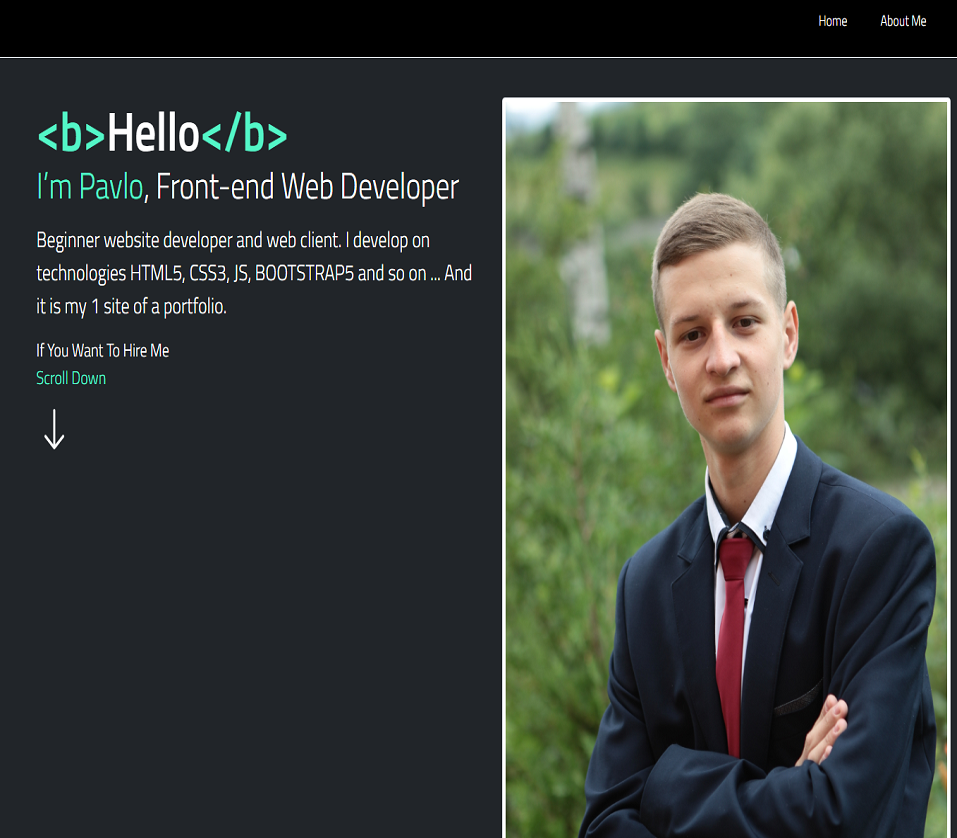 Home About Me
<b>Hello</b>
I'm Pavlo, Front-end Web Developer
Beginner website developer and web client. I develop on
technologies HTML5, CSS3, JS, BOOTSTRAP5 and so on ... And
it is my 1 site of a portfolio.
If You Want To Hire Me
Scroll Down